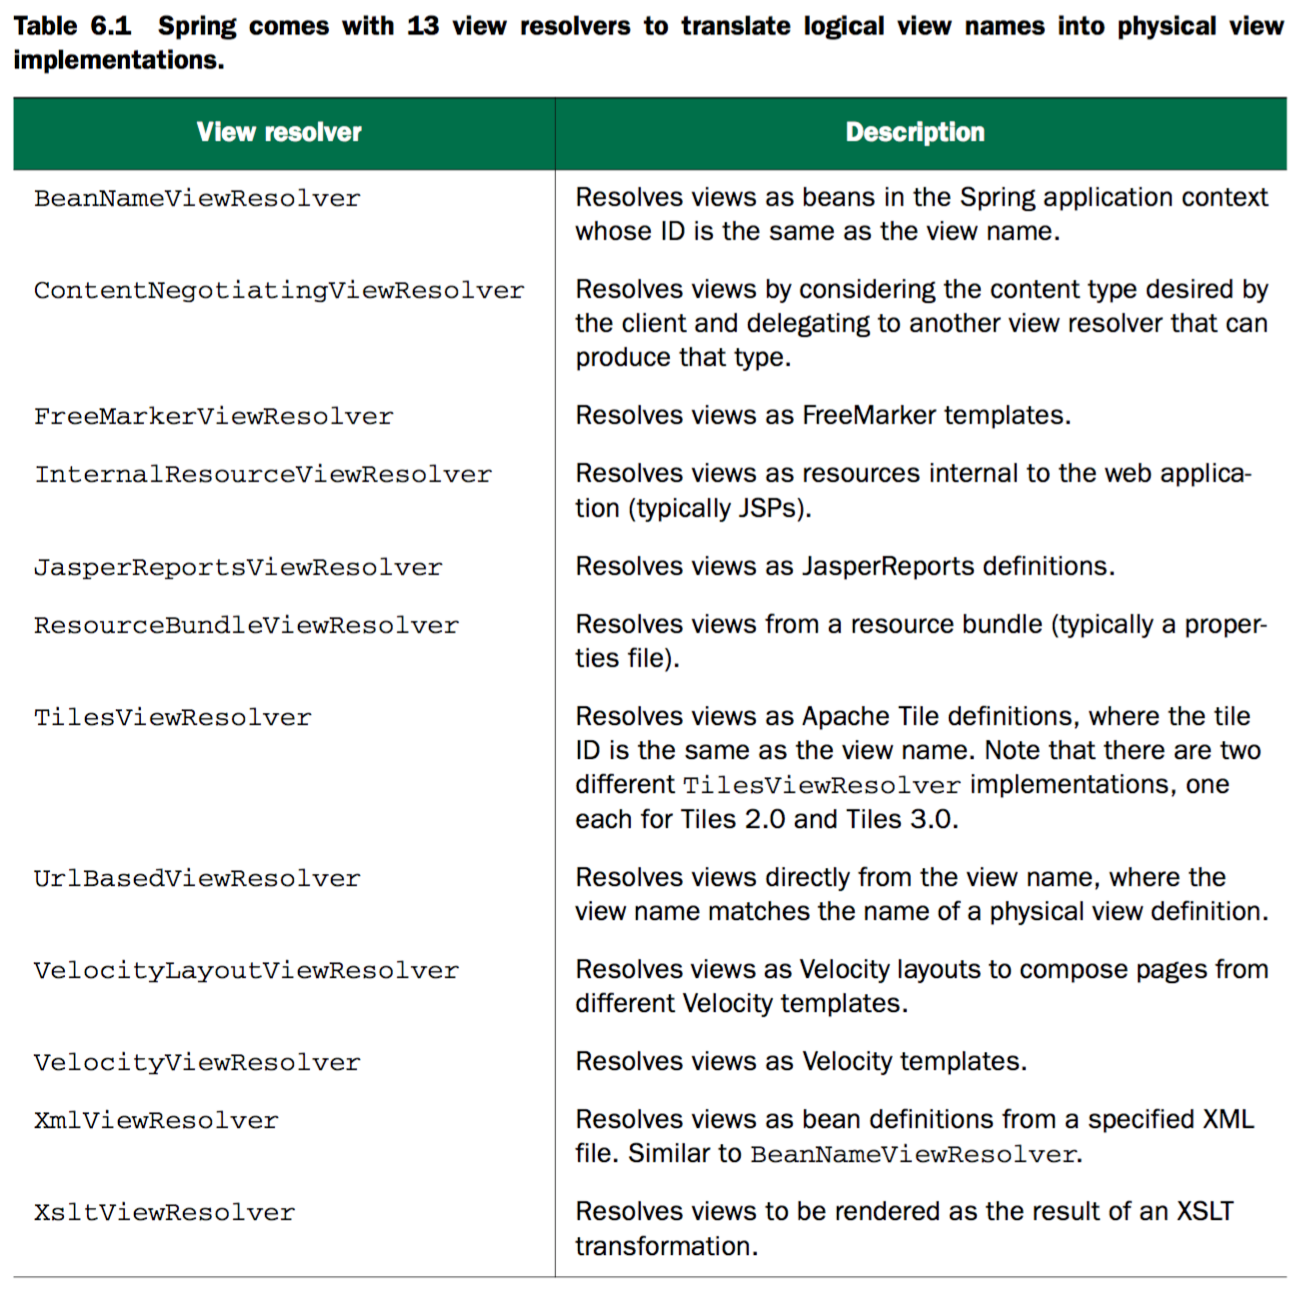 Table 6.1 Spring comes with 13 view resolvers to translate logical view names into physical view
implementations.
View resolver
Description
BeanNameViewResolver
Resolves views as beans in the Spring application context
whose ID is the same as the view name.
ContentNegotiatingViewResolver
Resolves views by considering the content type desired by
the client and delegating to another view resolver that can
produce that type.
FreeMarkerViewResolver
Resolves views as FreeMarker templates.
InternalResourceViewResolver
Resolves views as resources internal to the web applica-
tion (typically JSPs).
JasperReportsViewResolver
Resolves views as JasperReports definitions.
ResourceBundleViewResolver
Resolves views from a resource bundle (typically a proper-
ties file).
TilesViewResolver
Resolves views as Apache Tile definitions, where the tile
ID is the same as the view name. Note that there are two
different TilesViewResolver implementations, one
each for Tiles 2.0 and Tiles 3.0.
UrlBasedViewResolver
Resolves views directly from the view name, where the
view name matches the name of a physical view definition.
VelocityLayoutViewResolver
Resolves views as Velocity layouts to compose pages from
different Velocity templates.
VelocityViewResolver
Resolves views as Velocity templates.
XmlViewResolver
Resolves views as bean definitions from a specified XML
file. Similar to BeanNameViewResolver.
XsltViewResolver
Resolves views to be rendered as the result of an XSLT
transformation.